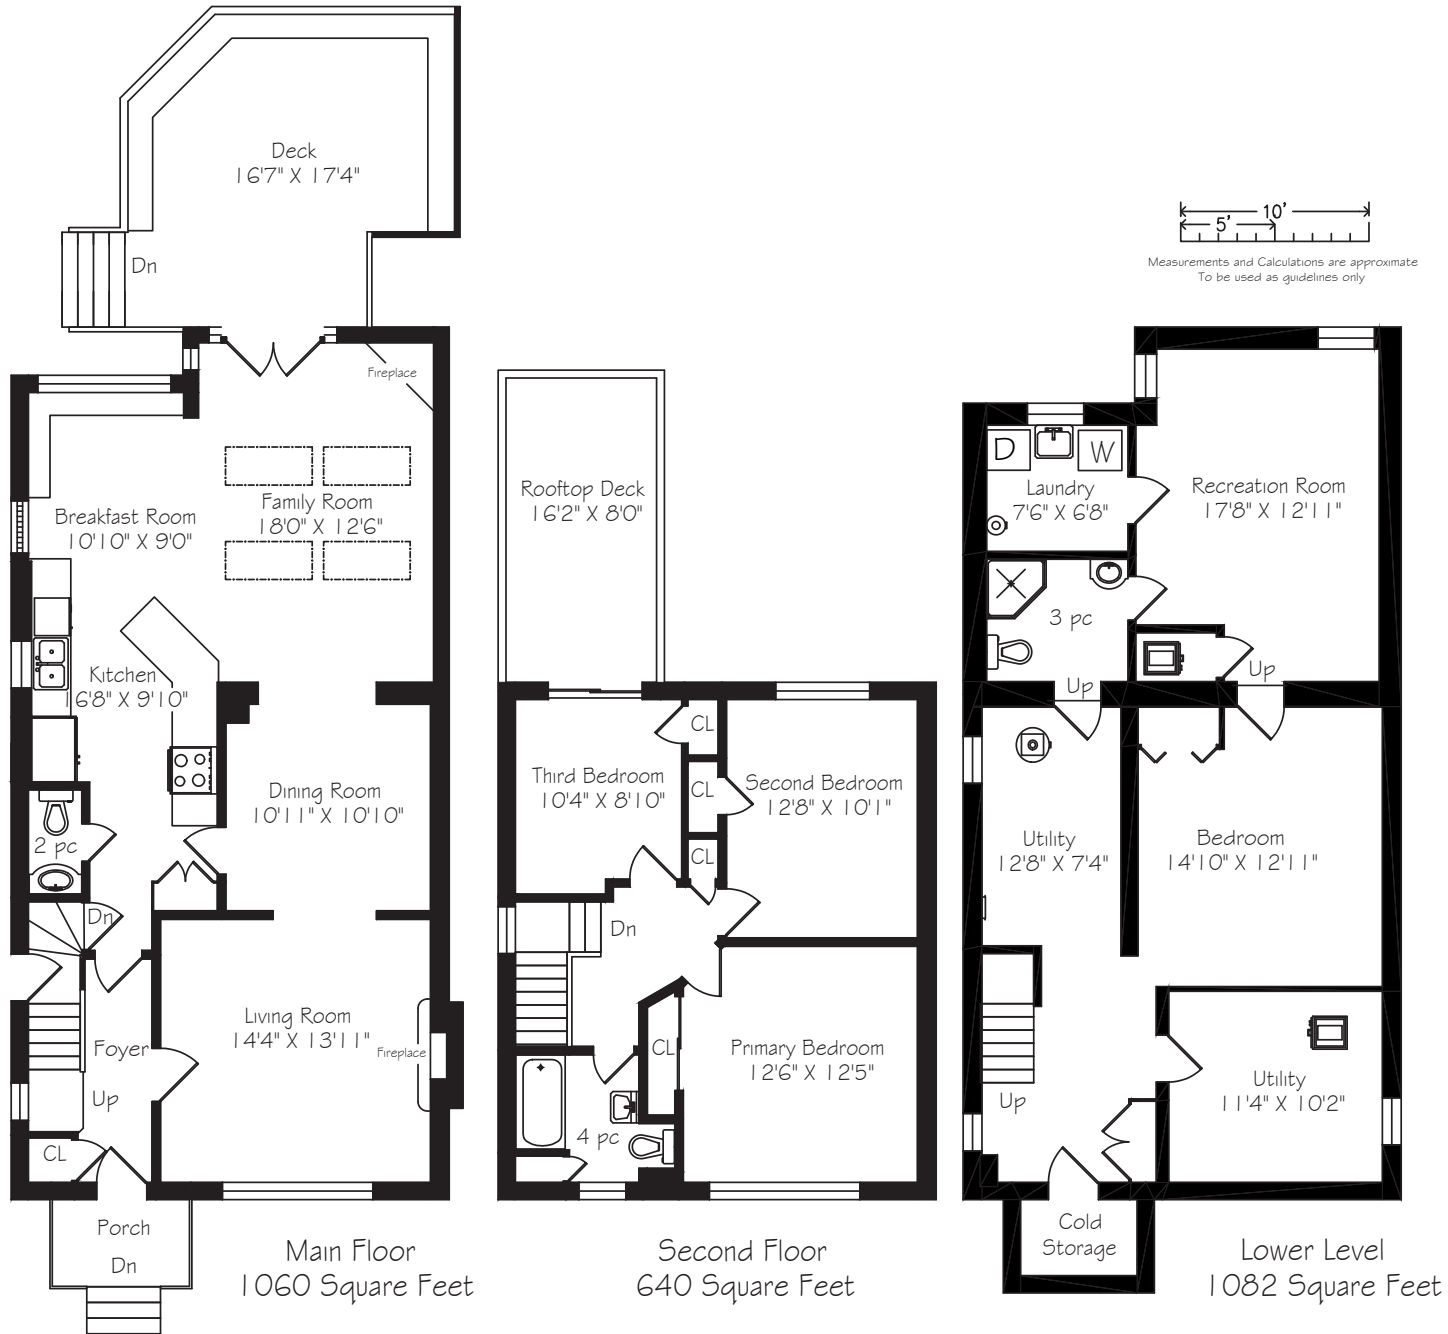 Deck
16'7" X 17'4"
Dn
Fireplace
Family Room
18'0" X 12'6"
Breakfast Room
10'10" X 9'0"
Kitchen
6'8" X 9'10"
Dining Room
10'11" X 10'10"
2 pc
Dn
Living Room
14'4" X 13'11"
Fireplace
Foyer
Up
CL
Porch
Dn
Main Floor
1060 Square Feet
Rooftop Deck
16'2" X 8'0"
CL
Third Bedroom
10'4" X 8'10"
CL
Second Bedroom
12'8" X 10'1"
CL
Dn
CL
Primary Bedroom
12'6" X 12'5"
4 pc
Second Floor
640 Square Feet
10'
5'
Measurements and Calculations are approximate
To be used as guidelines only
D
W
Laundry
7'6" X 6'8"
Recreation Room
17'8" X 12'11"
3 pc
Up
Up
Utility
12'8" X 7'4"
Bedroom
14'10" X 12'11"
Up
Utility
11'4" X 10'2"
Cold
Storage
Lower Level
1082 Square Feet